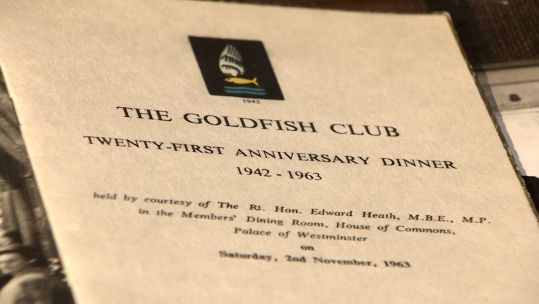 1942
THE GOLDFISH CLUB
TWENTY-FIRST ANNIVERSARY DINNER
1942 - 1963
held by courtesy of The Rt. Hon. Edward Heath, M.B.E., M.P.
in the Members' Dining Room, House of Commons,
Palace of Westminster
on
Saturday, 2nd November, 1963